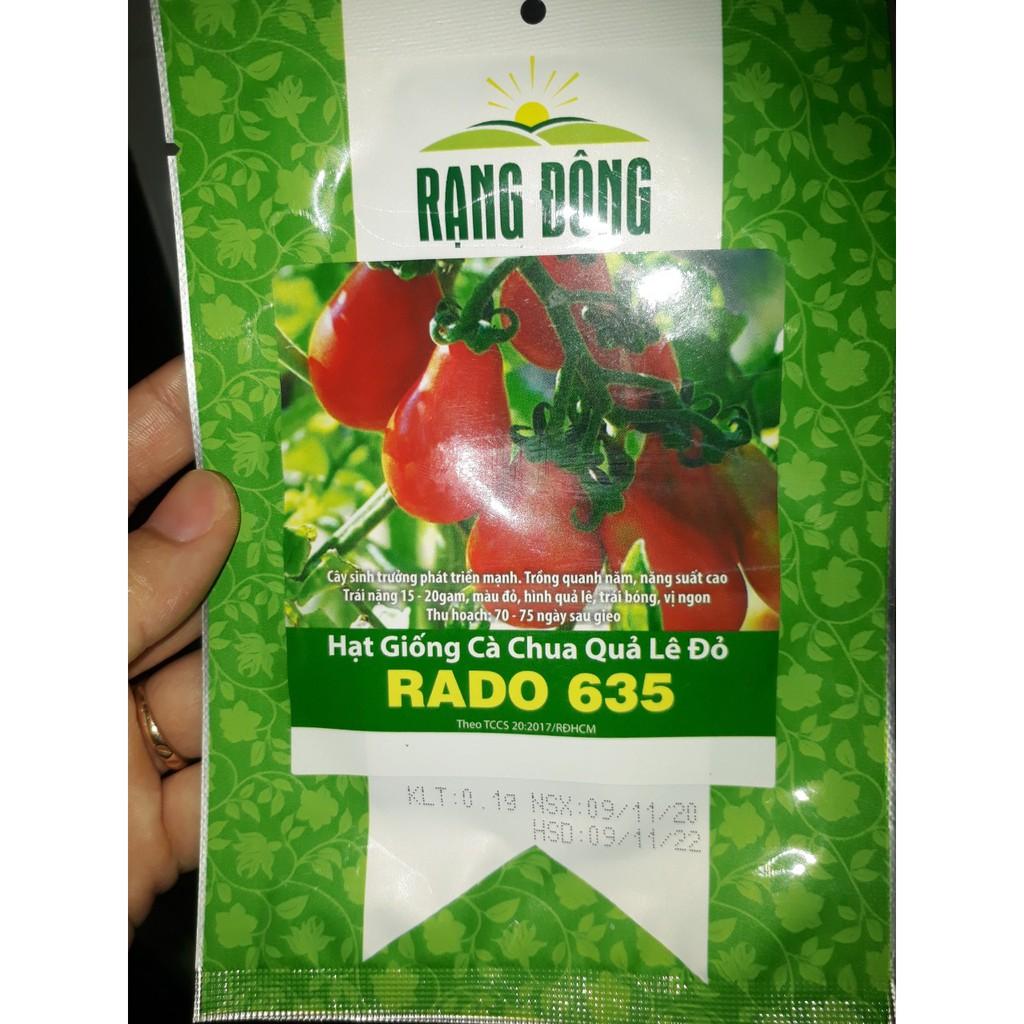 RẠNG ĐÔNG
Cây sinh trưởng phát triển mạnh. Trồng quanh năm, năng suất cao
Trái nặng 15 - 20gam, màu đỏ, hình quả lê, trái bóng, vị ngon
Thu hoạch: 70 - 75 ngày sau gieo
Hạt Giống Cà Chua Quả Lê Đỏ
RADO 635
Theo TCCS 20:2017/RĐHCM
KLT:0.1g NSX:09/11/20
HSD:09/11/22